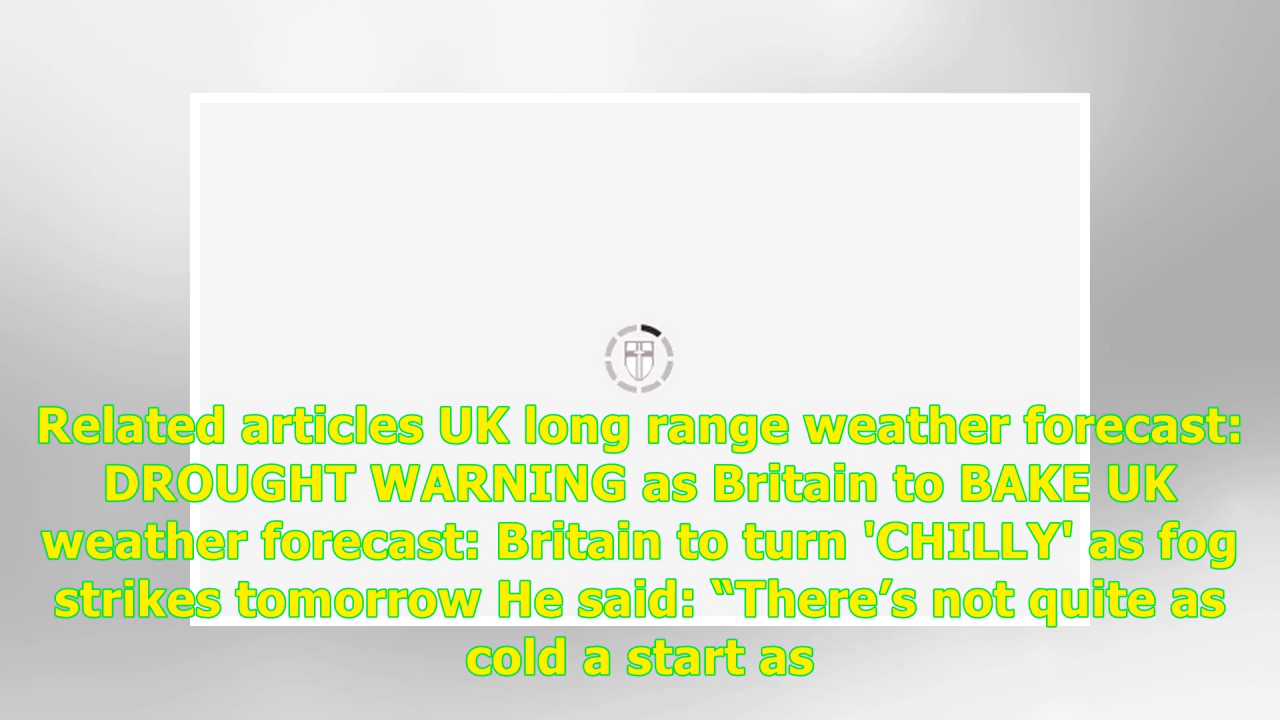 Related articles UK long range weather forecast:
DROUGHT WARNING as Britain to BAKE UK
weather forecast: Britain to turn 'CHILLY' as fog
strikes tomorrow He said: “There’s not quite as
cold a start as